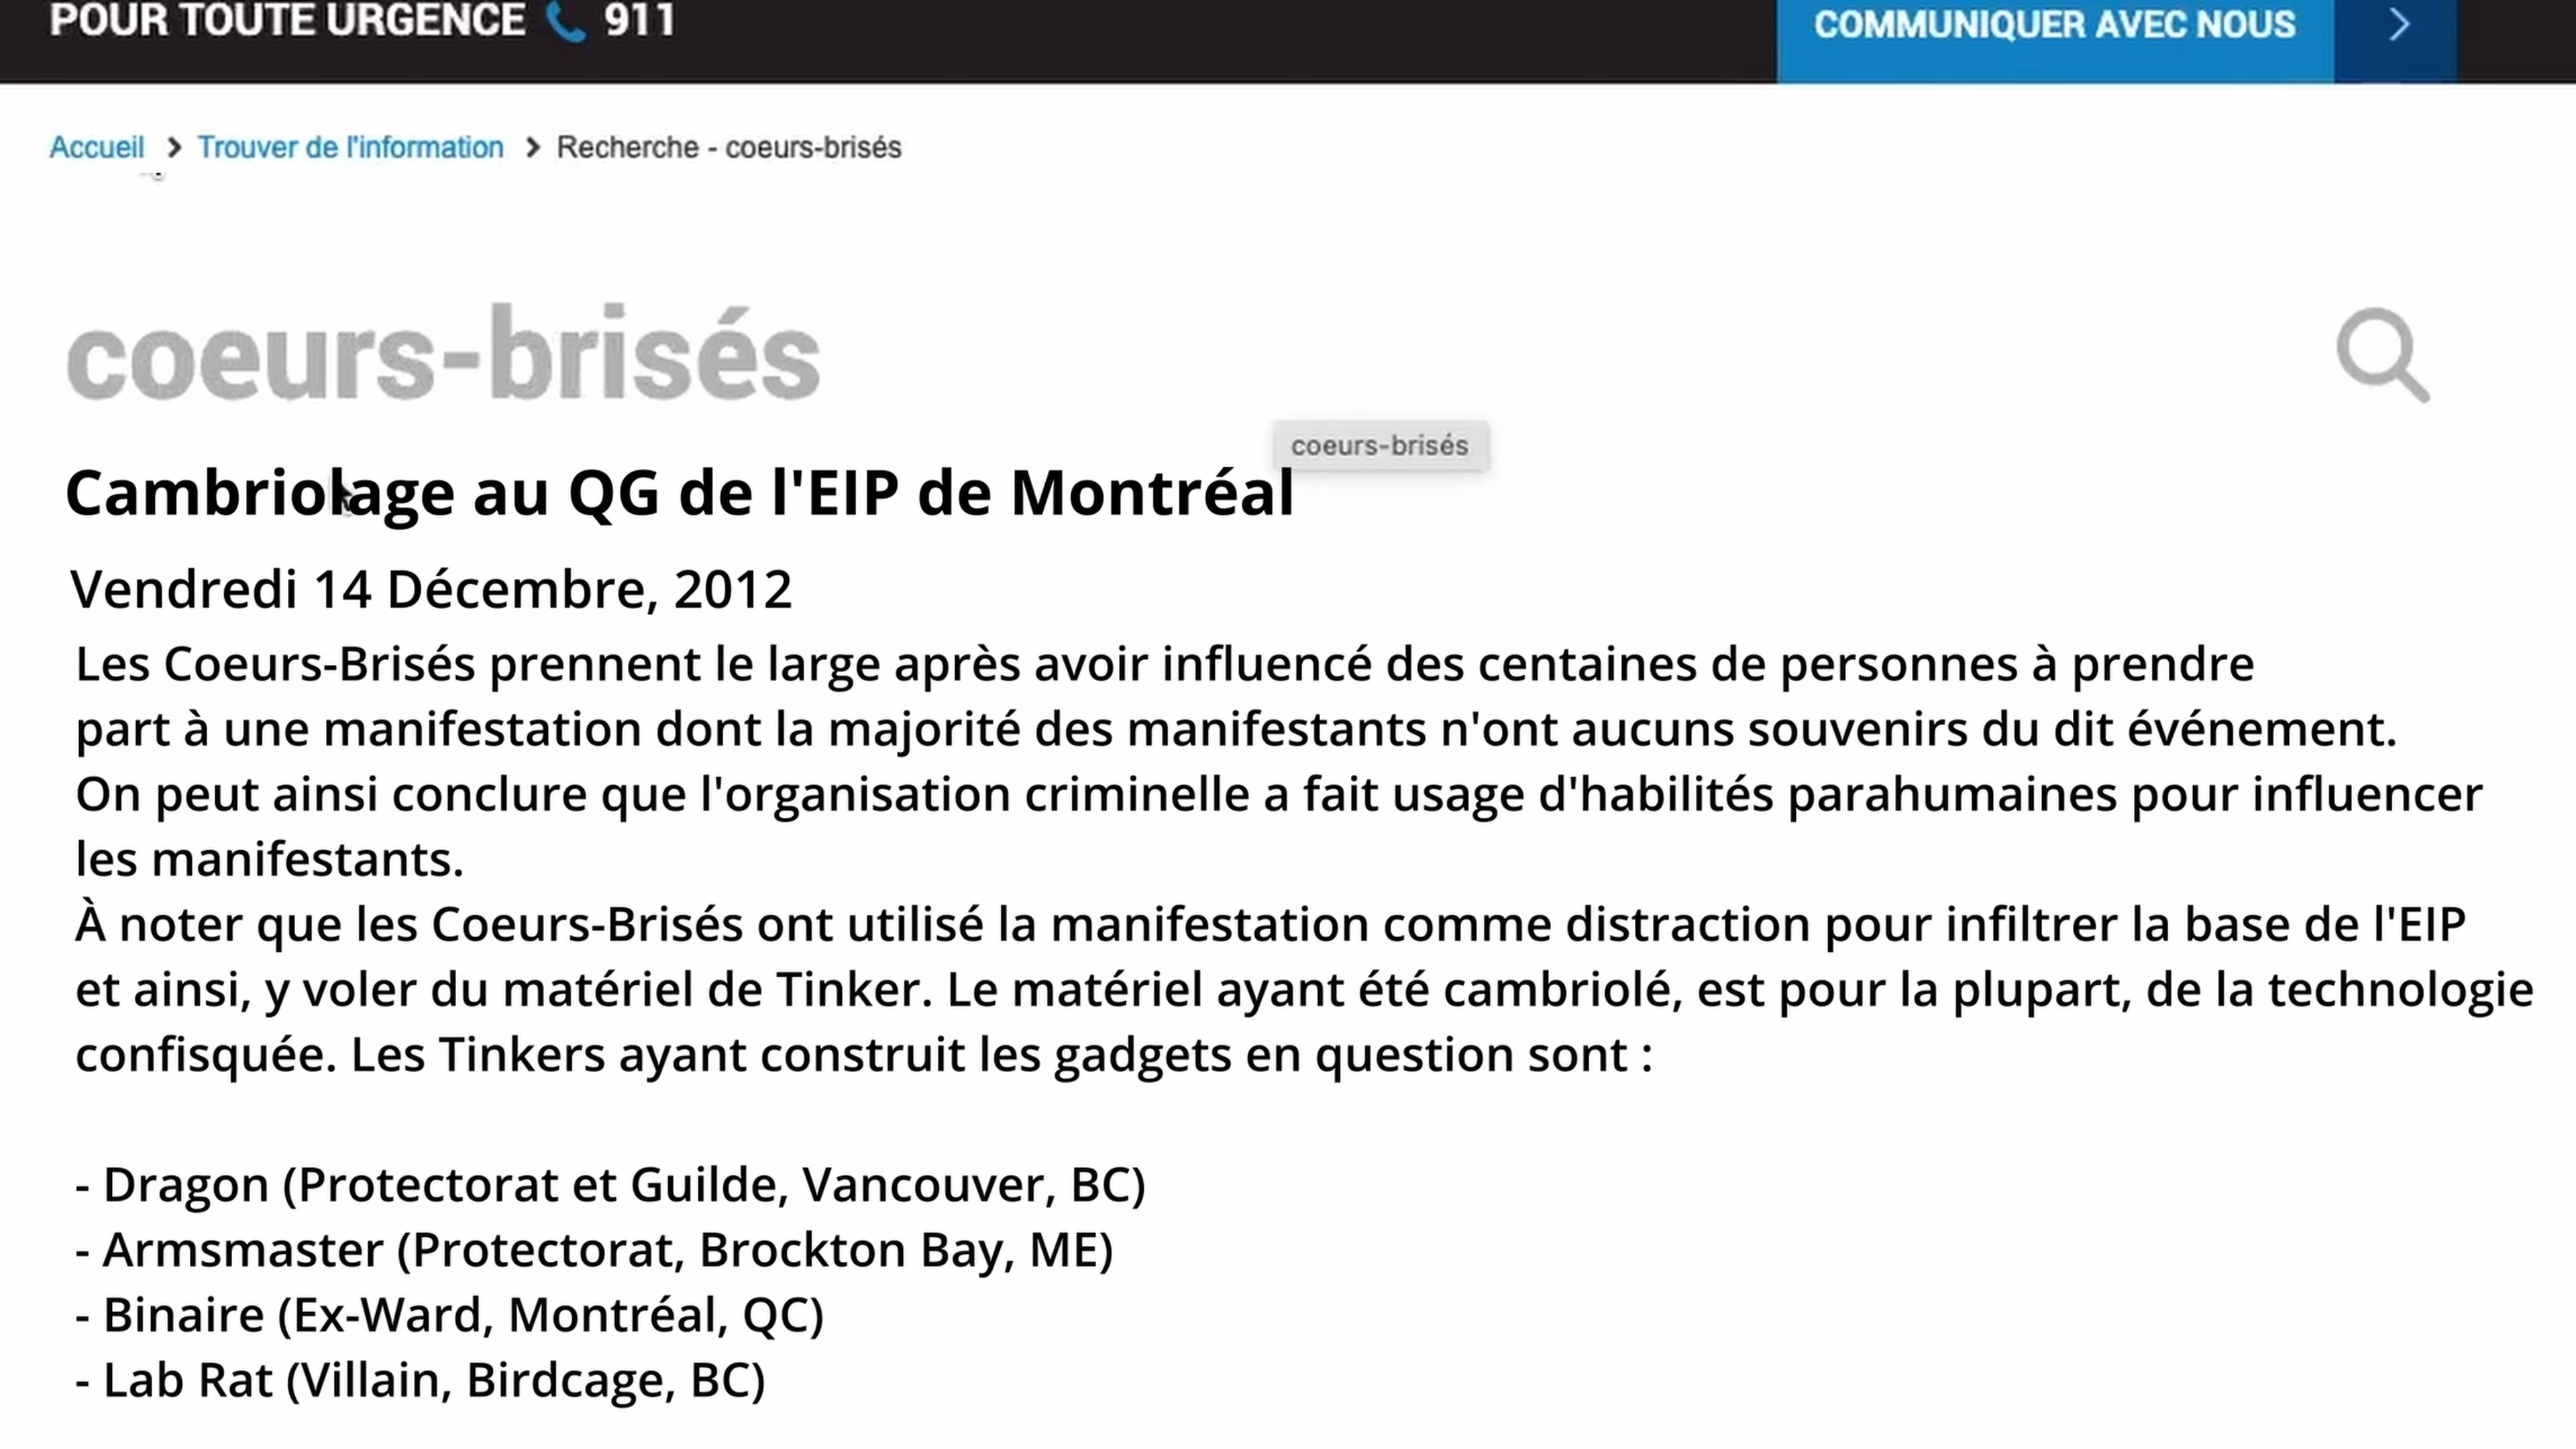 POUR TOUTE URGENCE 911
COMMUNIQUER AVEC NOUS
Accueil > Trouver de l'information > Recherche - coeurs-brisés
coeurs-brisés
coeurs-brisés
Cambriolage au QG de l'EIP de Montréal
Vendredi 14 Décembre, 2012
Les Coeurs-Brisés prennent le large après avoir influencé des centaines de personnes à prendre
part à une manifestation dont la majorité des manifestants n'ont aucuns souvenirs du dit événement.
On peut ainsi conclure que l'organisation criminelle a fait usage d'habilités parahumaines pour influencer
les manifestants.
À noter que les Coeurs-Brisés ont utilisé la manifestation comme distraction pour infiltrer la base de l'EIP
et ainsi, y voler du matériel de Tinker. Le matériel ayant été cambriolé, est pour la plupart, de la technologie
confisquée. Les Tinkers ayant construit les gadgets en question sont :
- Dragon (Protectorat et Guilde, Vancouver, BC)
- Armsmaster (Protectorat, Brockton Bay, ME)
- Binaire (Ex-Ward, Montréal, QC)
- Lab Rat (Villain, Birdcage, BC)